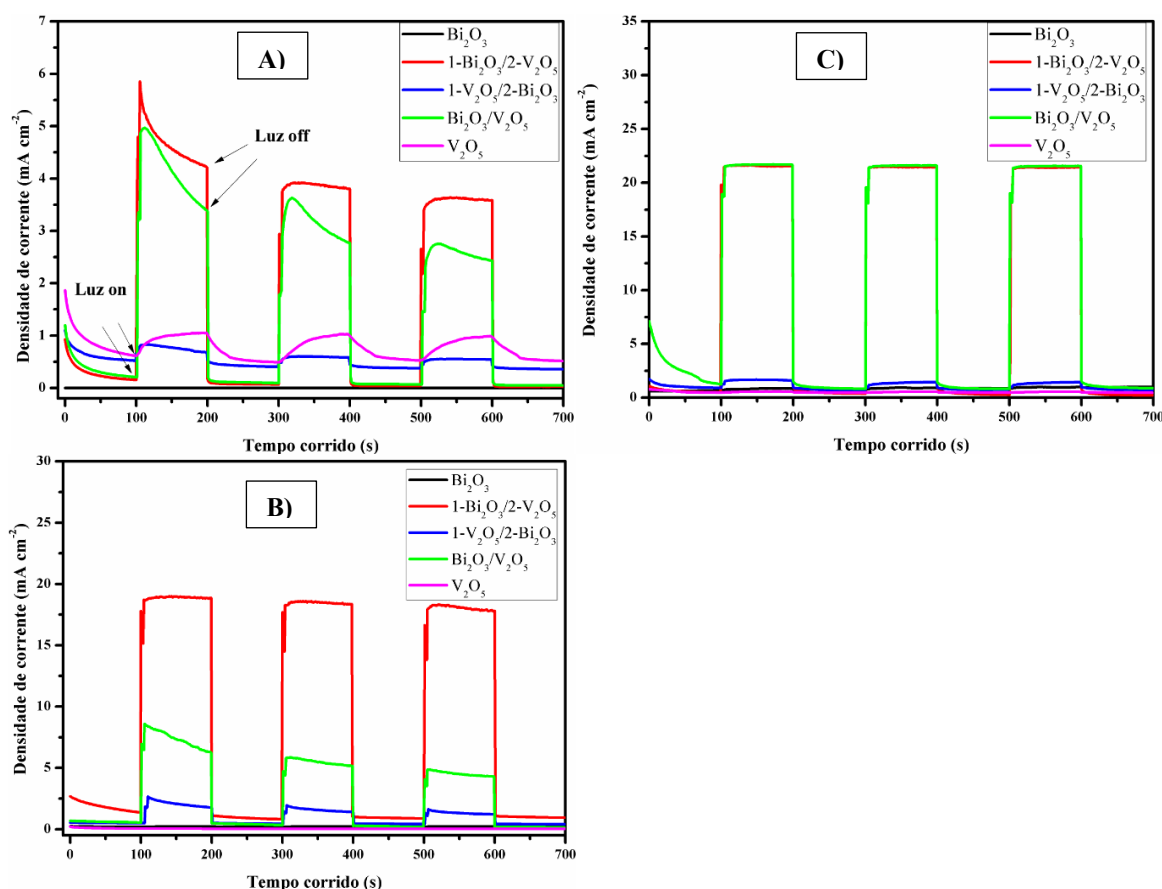 A)
Densidade de corrente (mA cm⁻²)
7
6
5
4
3
2
1
0
Bi₂O₃
1-Bi₂O₃/2-V₂O₅
1-V₂O₅/2-Bi₂O₃
Bi₂O₃/V₂O₅
V₂O₅
Luz off
Luz on
0 100 200 300 400 500 600 700
Tempo corrido (s)
C)
Densidade de corrente (mA cm⁻²)
35
30
25
20
15
10
5
0
Bi₂O₃
1-Bi₂O₃/2-V₂O₅
1-V₂O₅/2-Bi₂O₃
Bi₂O₃/V₂O₅
V₂O₅
0 100 200 300 400 500 600 700
Tempo corrido (s)
B)
Densidade de corrente (mA cm⁻²)
30
25
20
15
10
5
0
Bi₂O₃
1-Bi₂O₃/2-V₂O₅
1-V₂O₅/2-Bi₂O₃
Bi₂O₃/V₂O₅
V₂O₅
0 100 200 300 400 500 600 700
Tempo corrido (s)